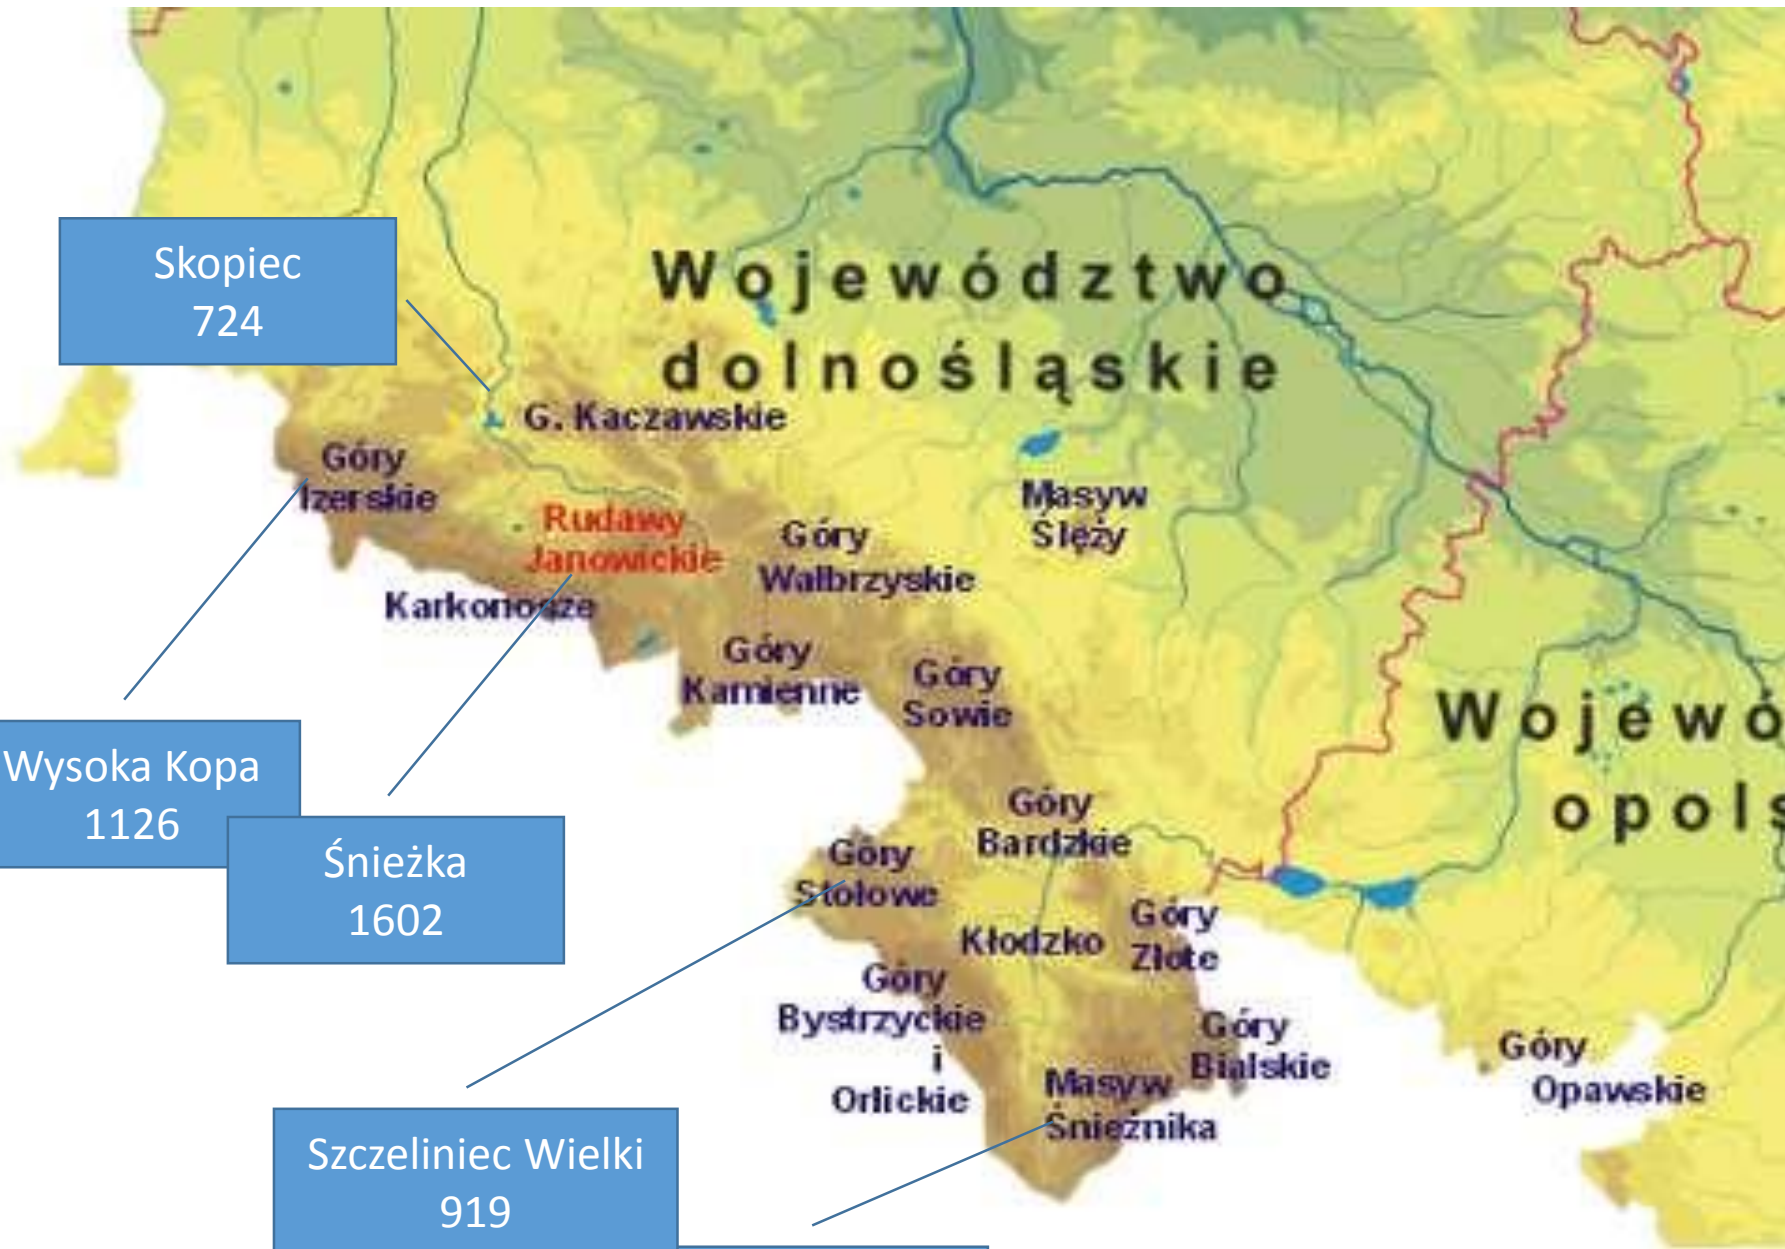 Skopiec
724
Województwo
dolnośląskie
G. Kaczawskie
Góry
Izerskie
Rudawy
Janowickie
Karkonosze
Góry
Wałbrzyskie
Masyw
Ślęży
Góry
Kamienne
Góry
Sowie
Wysoka Kopa
1126
Śnieżka
1602
Góry
Bardzkie
Góry
Stołowe
Kłodzko
Góry
Złote
Góry
Bystrzyckie
i
Orlickie
Masyw
Śnieżnika
Góry
Bialskie
Góry
Opawskie
Wojewó
opols
Szczeliniec Wielki
919